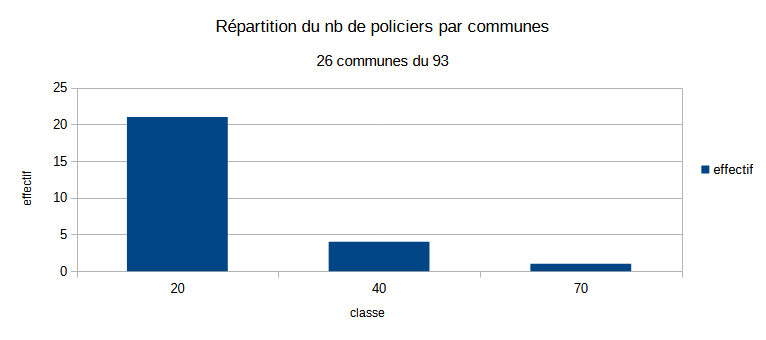 Répartition du nb de policiers par communes
26 communes du 93
25
20
15
10
5
0
effectif
20 40 70
classe
effectif